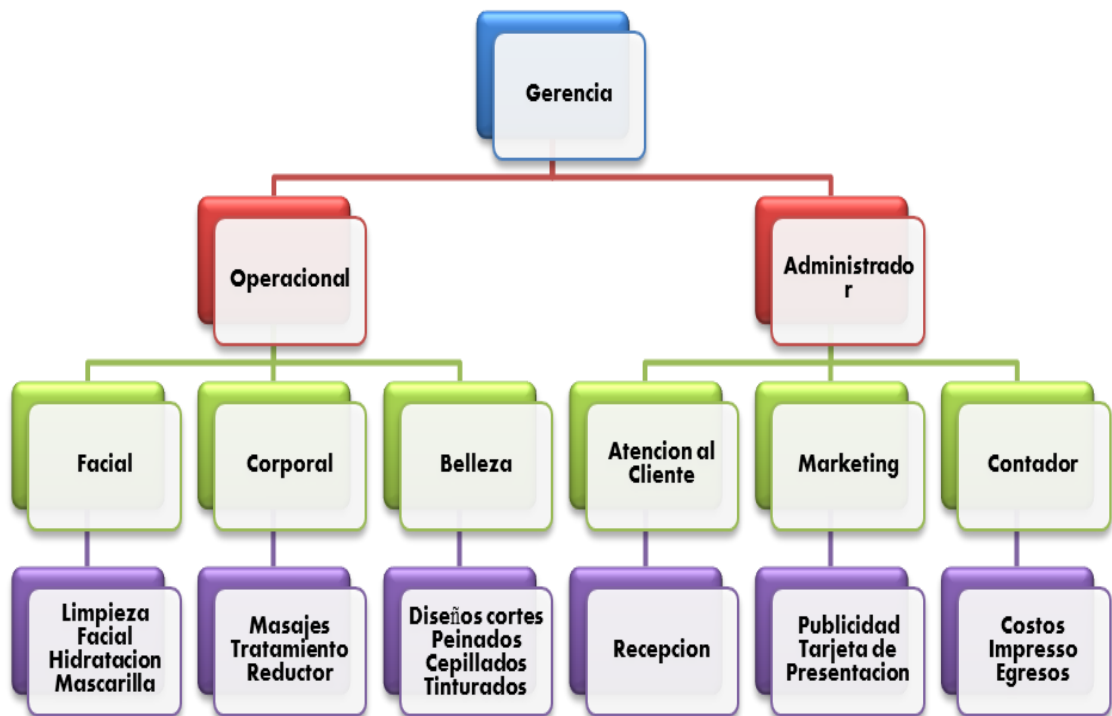 Gerencia
Operacional
Administrado
r
Facial
Corporal
Belleza
Atencion al
Cliente
Marketing
Contador
Limpieza
Facial
Hidratacion
Mascarilla
Masajes
Tratamiento
Reductor
Diseños cortes
Peinados
Cepillados
Tinturados
Recepcion
Publicidad
Tarjeta de
Presentacion
Costos
Impresso
Egresos